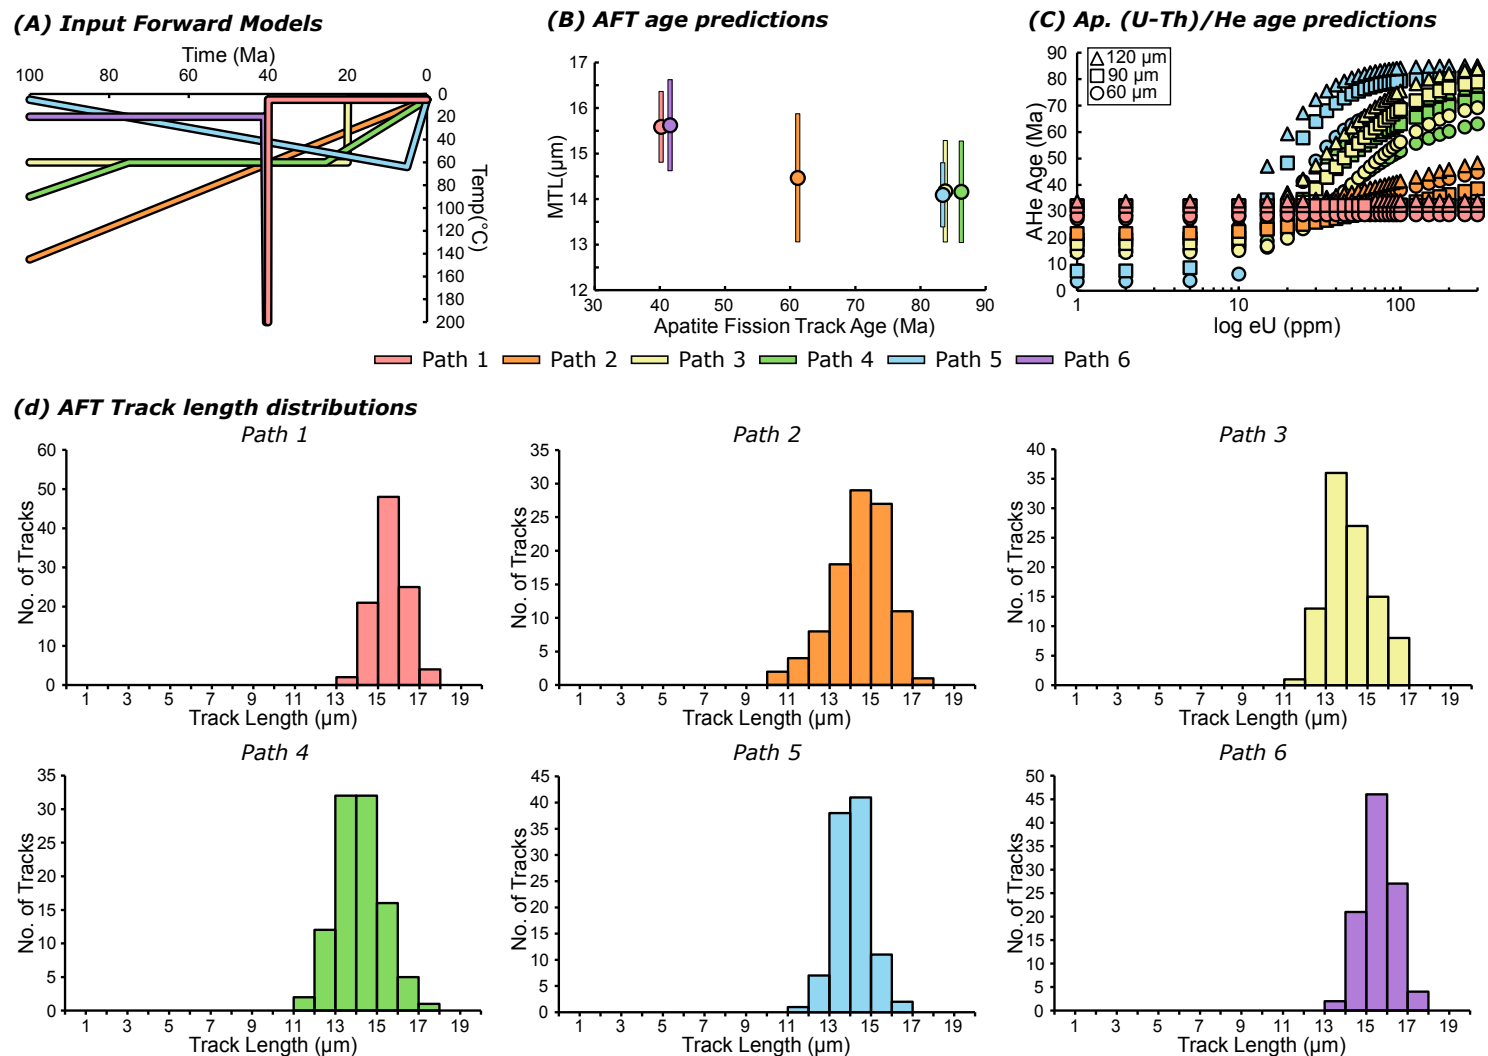 (A) Input Forward Models
Time (Ma)
100 80 60 40 20 0
0
20
40
60
80
100
120
140
160
180
200
Temp(°C)
(B) AFT age predictions
17
16
15
14
13
12
MTL(µm)
30 40 50 60 70 80 90
Apatite Fission Track Age (Ma)
(C) Ap. (U-Th)/He age predictions
90
80
70
60
50
40
30
20
10
0
AHe Age (Ma)
120 µm
90 µm
60 µm
1 10 100
log eU (ppm)
Path 1 Path 2 Path 3 Path 4 Path 5 Path 6
(d) AFT Track length distributions
Path 1
60
50
40
30
20
10
0
No. of Tracks
1 3 5 7 9 11 13 15 17 19
Track Length (µm)
Path 2
35
30
25
20
15
10
5
0
No. of Tracks
1 3 5 7 9 11 13 15 17 19
Track Length (µm)
Path 3
40
35
30
25
20
15
10
5
0
No. of Tracks
1 3 5 7 9 11 13 15 17 19
Track Length (µm)
Path 4
35
30
25
20
15
10
5
0
No. of Tracks
1 3 5 7 9 11 13 15 17 19
Track Length (µm)
Path 5
45
40
35
30
25
20
15
10
5
0
No. of Tracks
1 3 5 7 9 11 13 15 17 19
Track Length (µm)
Path 6
50
45
40
35
30
25
20
15
10
5
0
No. of Tracks
1 3 5 7 9 11 13 15 17 19
Track Length (µm)